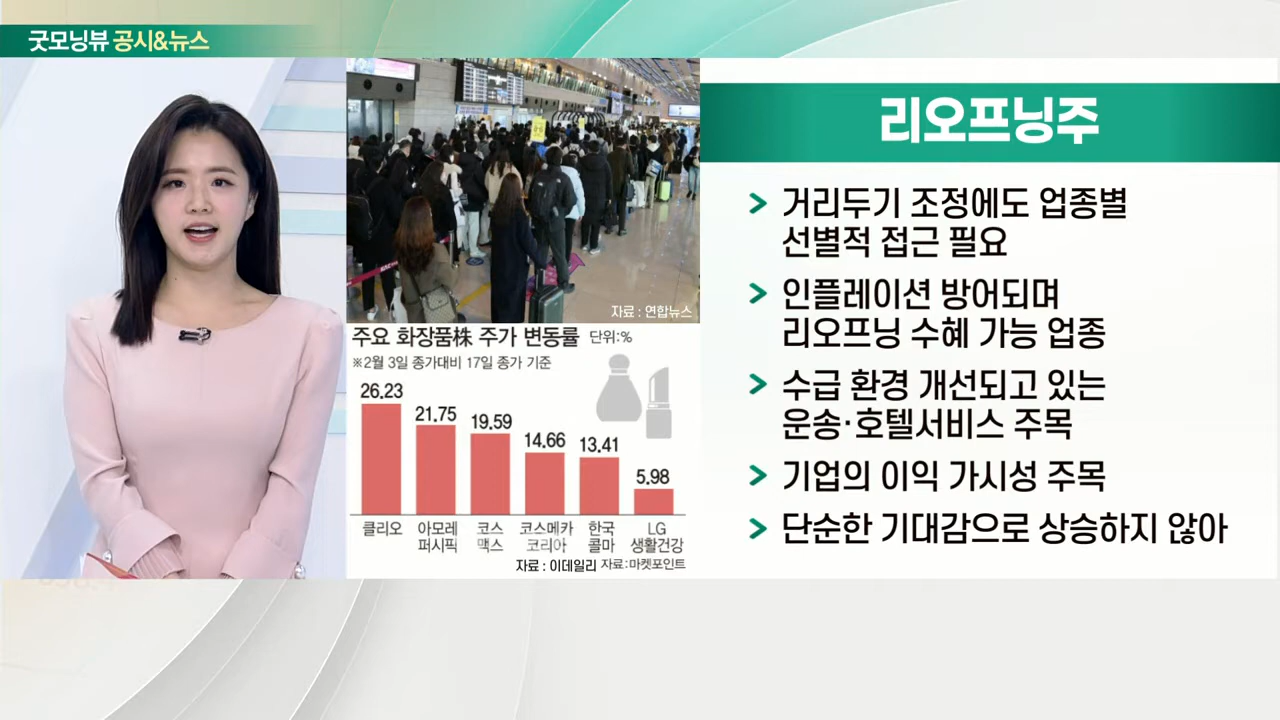 굿모닝뷰 공시&뉴스
자료 : 연합뉴스
주요 화장품株 주가 변동률 단위:%
※2월 3일 종가대비 17일 종가 기준
26.23
21.75
19.59
14.66
13.41
5.98
클리오
아모레
퍼시픽
코스
맥스
코스메카
코리아
한국
콜마
LG
생활건강
자료 : 이데일리 자료:마켓포인트
리오프닝주
> 거리두기 조정에도 업종별
선별적 접근 필요
> 인플레이션 방어되며
리오프닝 수혜 가능 업종
> 수급 환경 개선되고 있는
운송·호텔서비스 주목
> 기업의 이익 가시성 주목
> 단순한 기대감으로 상승하지 않아